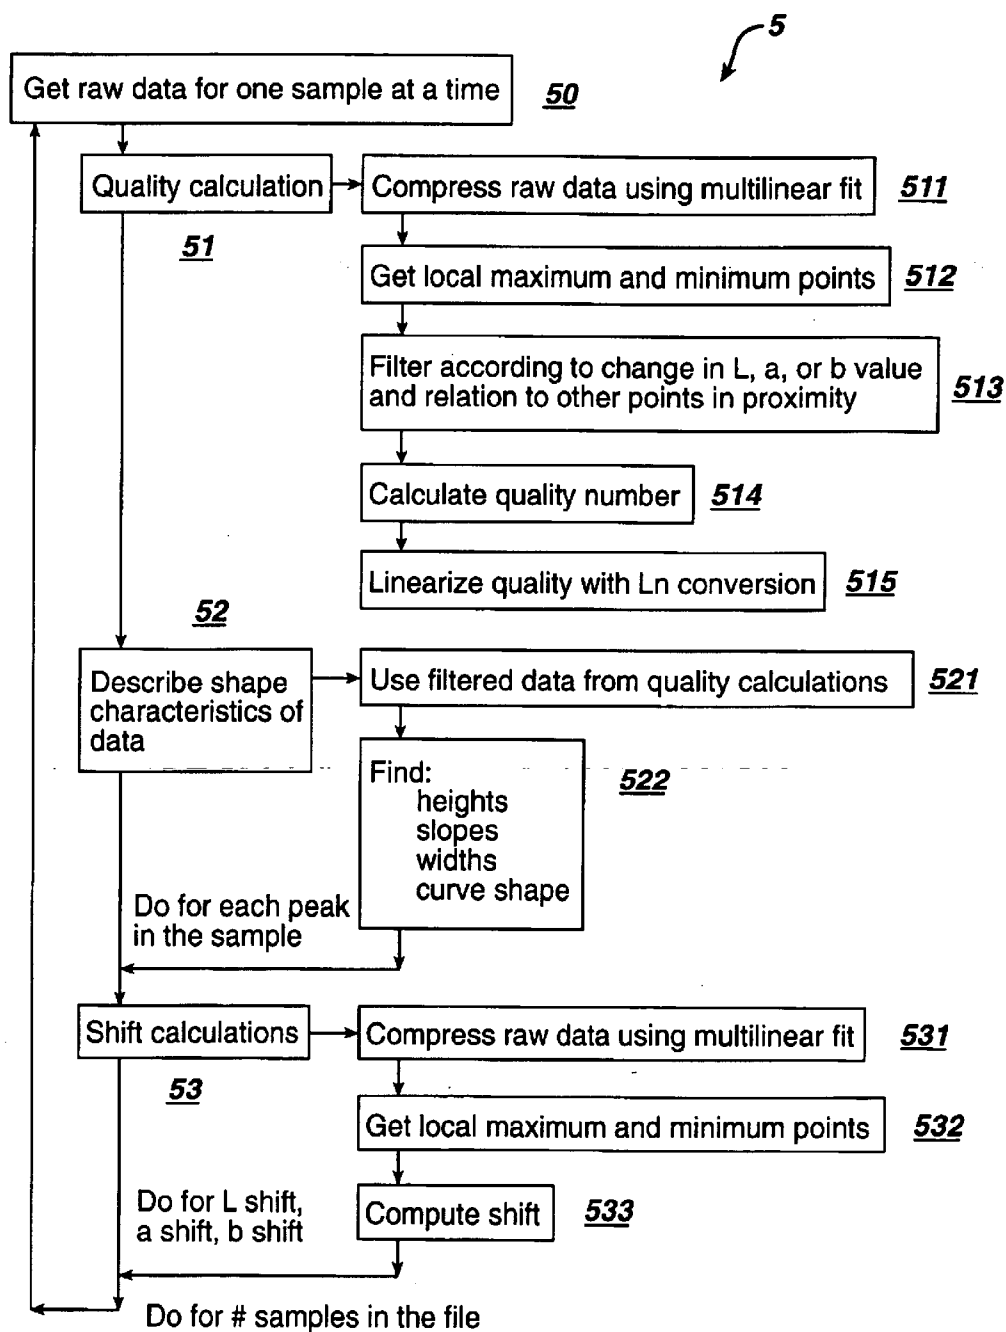 5
Get raw data for one sample at a time
50
Quality calculation
51
Compress raw data using multilinear fit
511
Get local maximum and minimum points
512
Filter according to change in L, a, or b value
and relation to other points in proximity
513
Calculate quality number
514
Linearize quality with Ln conversion
515
52
Describe shape
characteristics of
data
Use filtered data from quality calculations
521
Find:
heights
slopes
widths
curve shape
522
Do for each peak
in the sample
Shift calculations
53
Compress raw data using multilinear fit
531
Get local maximum and minimum points
532
Compute shift
533
Do for L shift,
a shift, b shift
Do for # samples in the file